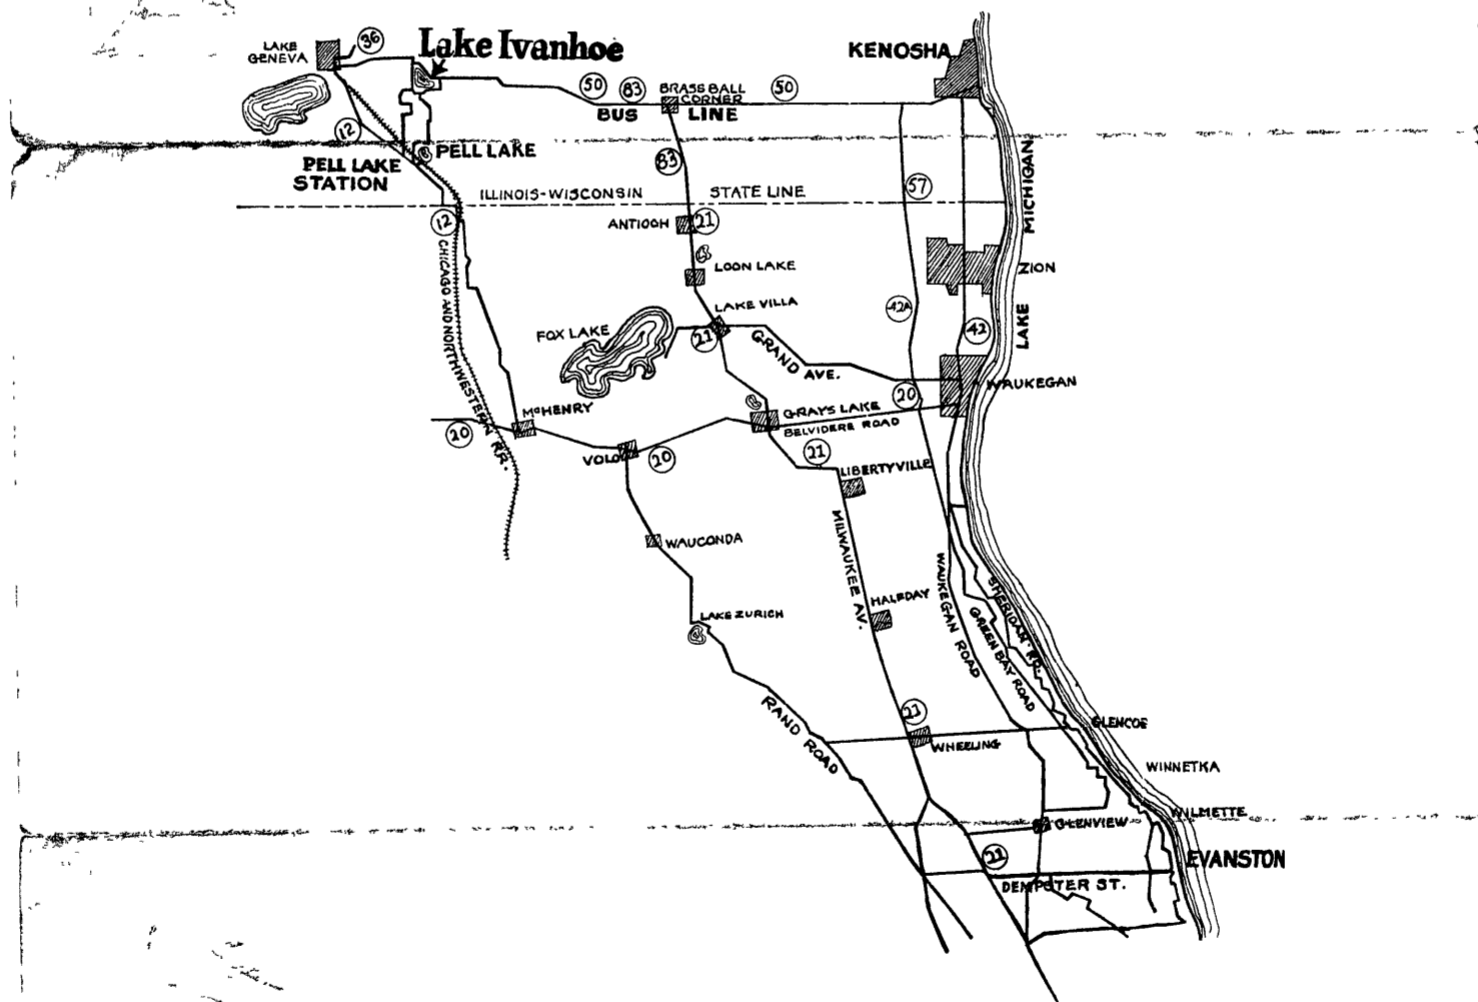 LAKE
GENEVA
36
Lake Ivanhoe
KENOSHA
50
83
BRASS BALL
CORNER
50
BUS LINE
12
PELL LAKE
PELL LAKE
STATION
83
57
MICHIGAN
ILLINOIS-WISCONSIN STATE LINE
12
ANTIOCH
21
CHICAGO AND NORTHWESTERN RR.
LOON LAKE
ZION
LAKE VILLA
42A
LAKE
FOX LAKE
21
42
GRAND AVE.
WAUKEGAN
20
McHENRY
GRAYS LAKE
BELVIDERE ROAD
20
VOLO
20
21
LIBERTYVILLE
WAUCONDA
MILWAUKEE AV.
WAUKEGAN ROAD
SHERIDAN RD.
GREEN BAY ROAD
HALFDAY
LAKE ZURICH
RAND ROAD
21
GLENCOE
WHEELING
WINNETKA
WILMETTE
GLENVIEW
21
EVANSTON
DEMPSTER ST.